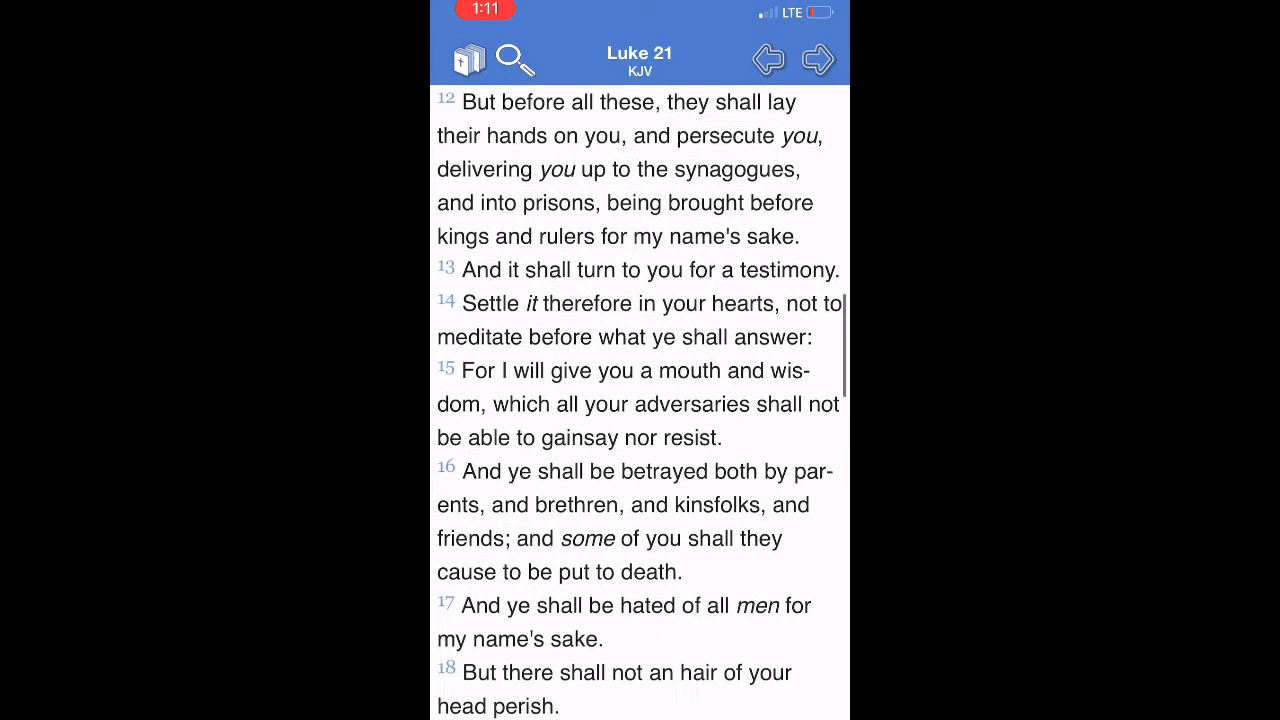 1:11 LTE
Luke 21
KJV
12 But before all these, they shall lay
their hands on you, and persecute you,
delivering you up to the synagogues,
and into prisons, being brought before
kings and rulers for my name's sake.
13 And it shall turn to you for a testimony.
14 Settle it therefore in your hearts, not to
meditate before what ye shall answer:
15 For I will give you a mouth and wis-
dom, which all your adversaries shall not
be able to gainsay nor resist.
16 And ye shall be betrayed both by par-
ents, and brethren, and kinsfolks, and
friends; and some of you shall they
cause to be put to death.
17 And ye shall be hated of all men for
my name's sake.
18 But there shall not an hair of your
head perish.